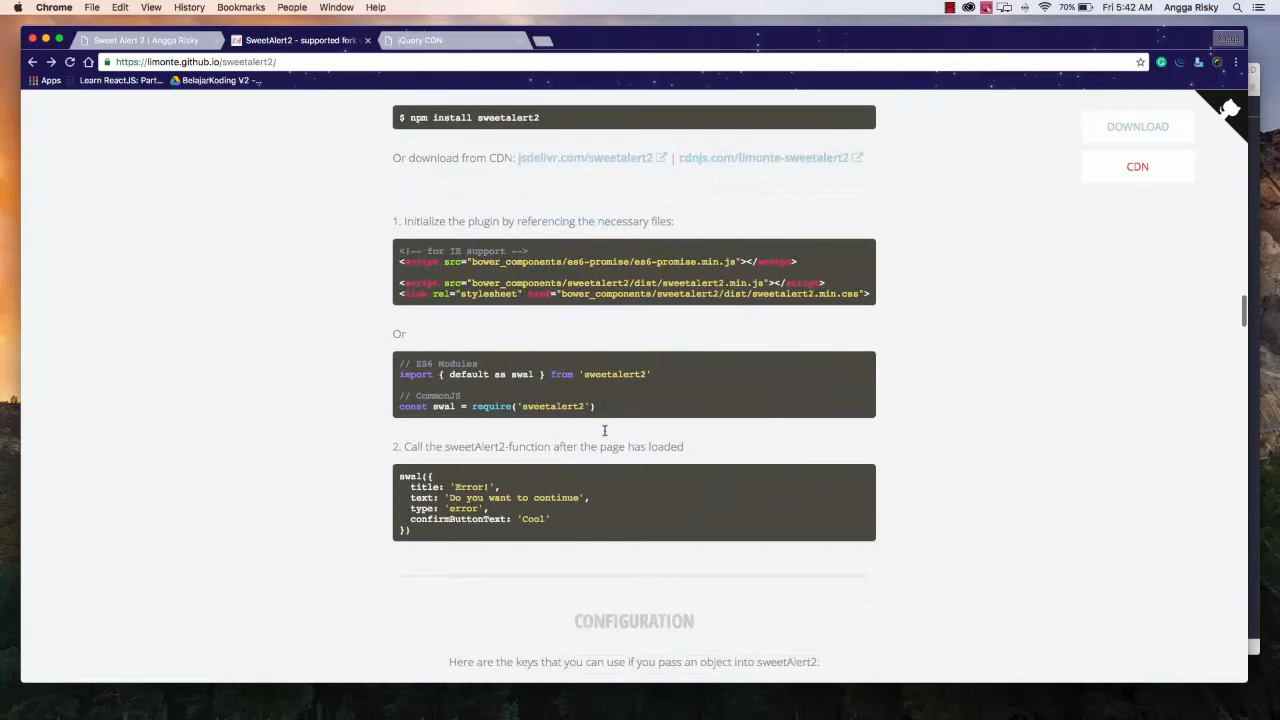 Chrome File Edit View History Bookmarks People Window Help 70% Fri 5:42 AM Angga Risky
Sweet Alert 2 | Angga Risky SweetAlert2 - supported fork jQuery CDN
https://limonte.github.io/sweetalert2/
Apps Learn ReactJS: Part... BelajarKoding V2 -...
$ npm install sweetalert2
DOWNLOAD
Or download from CDN: jsdelivr.com/sweetalert2 | cdnjs.com/limonte-sweetalert2
CDN
1. Initialize the plugin by referencing the necessary files:
<!-- for IE support -->
<script src="bower_components/es6-promise/es6-promise.min.js"></script>
<script src="bower_components/sweetalert2/dist/sweetalert2.min.js"></script>
<link rel="stylesheet" href="bower_components/sweetalert2/dist/sweetalert2.min.css">
Or
// ES6 Modules
import { default as swal } from 'sweetalert2'
// CommonJS
const swal = require('sweetalert2')
2. Call the sweetAlert2-function after the page has loaded
swal({
title: 'Error!',
text: 'Do you want to continue',
type: 'error',
confirmButtonText: 'Cool'
})
CONFIGURATION
Here are the keys that you can use if you pass an object into sweetAlert2: